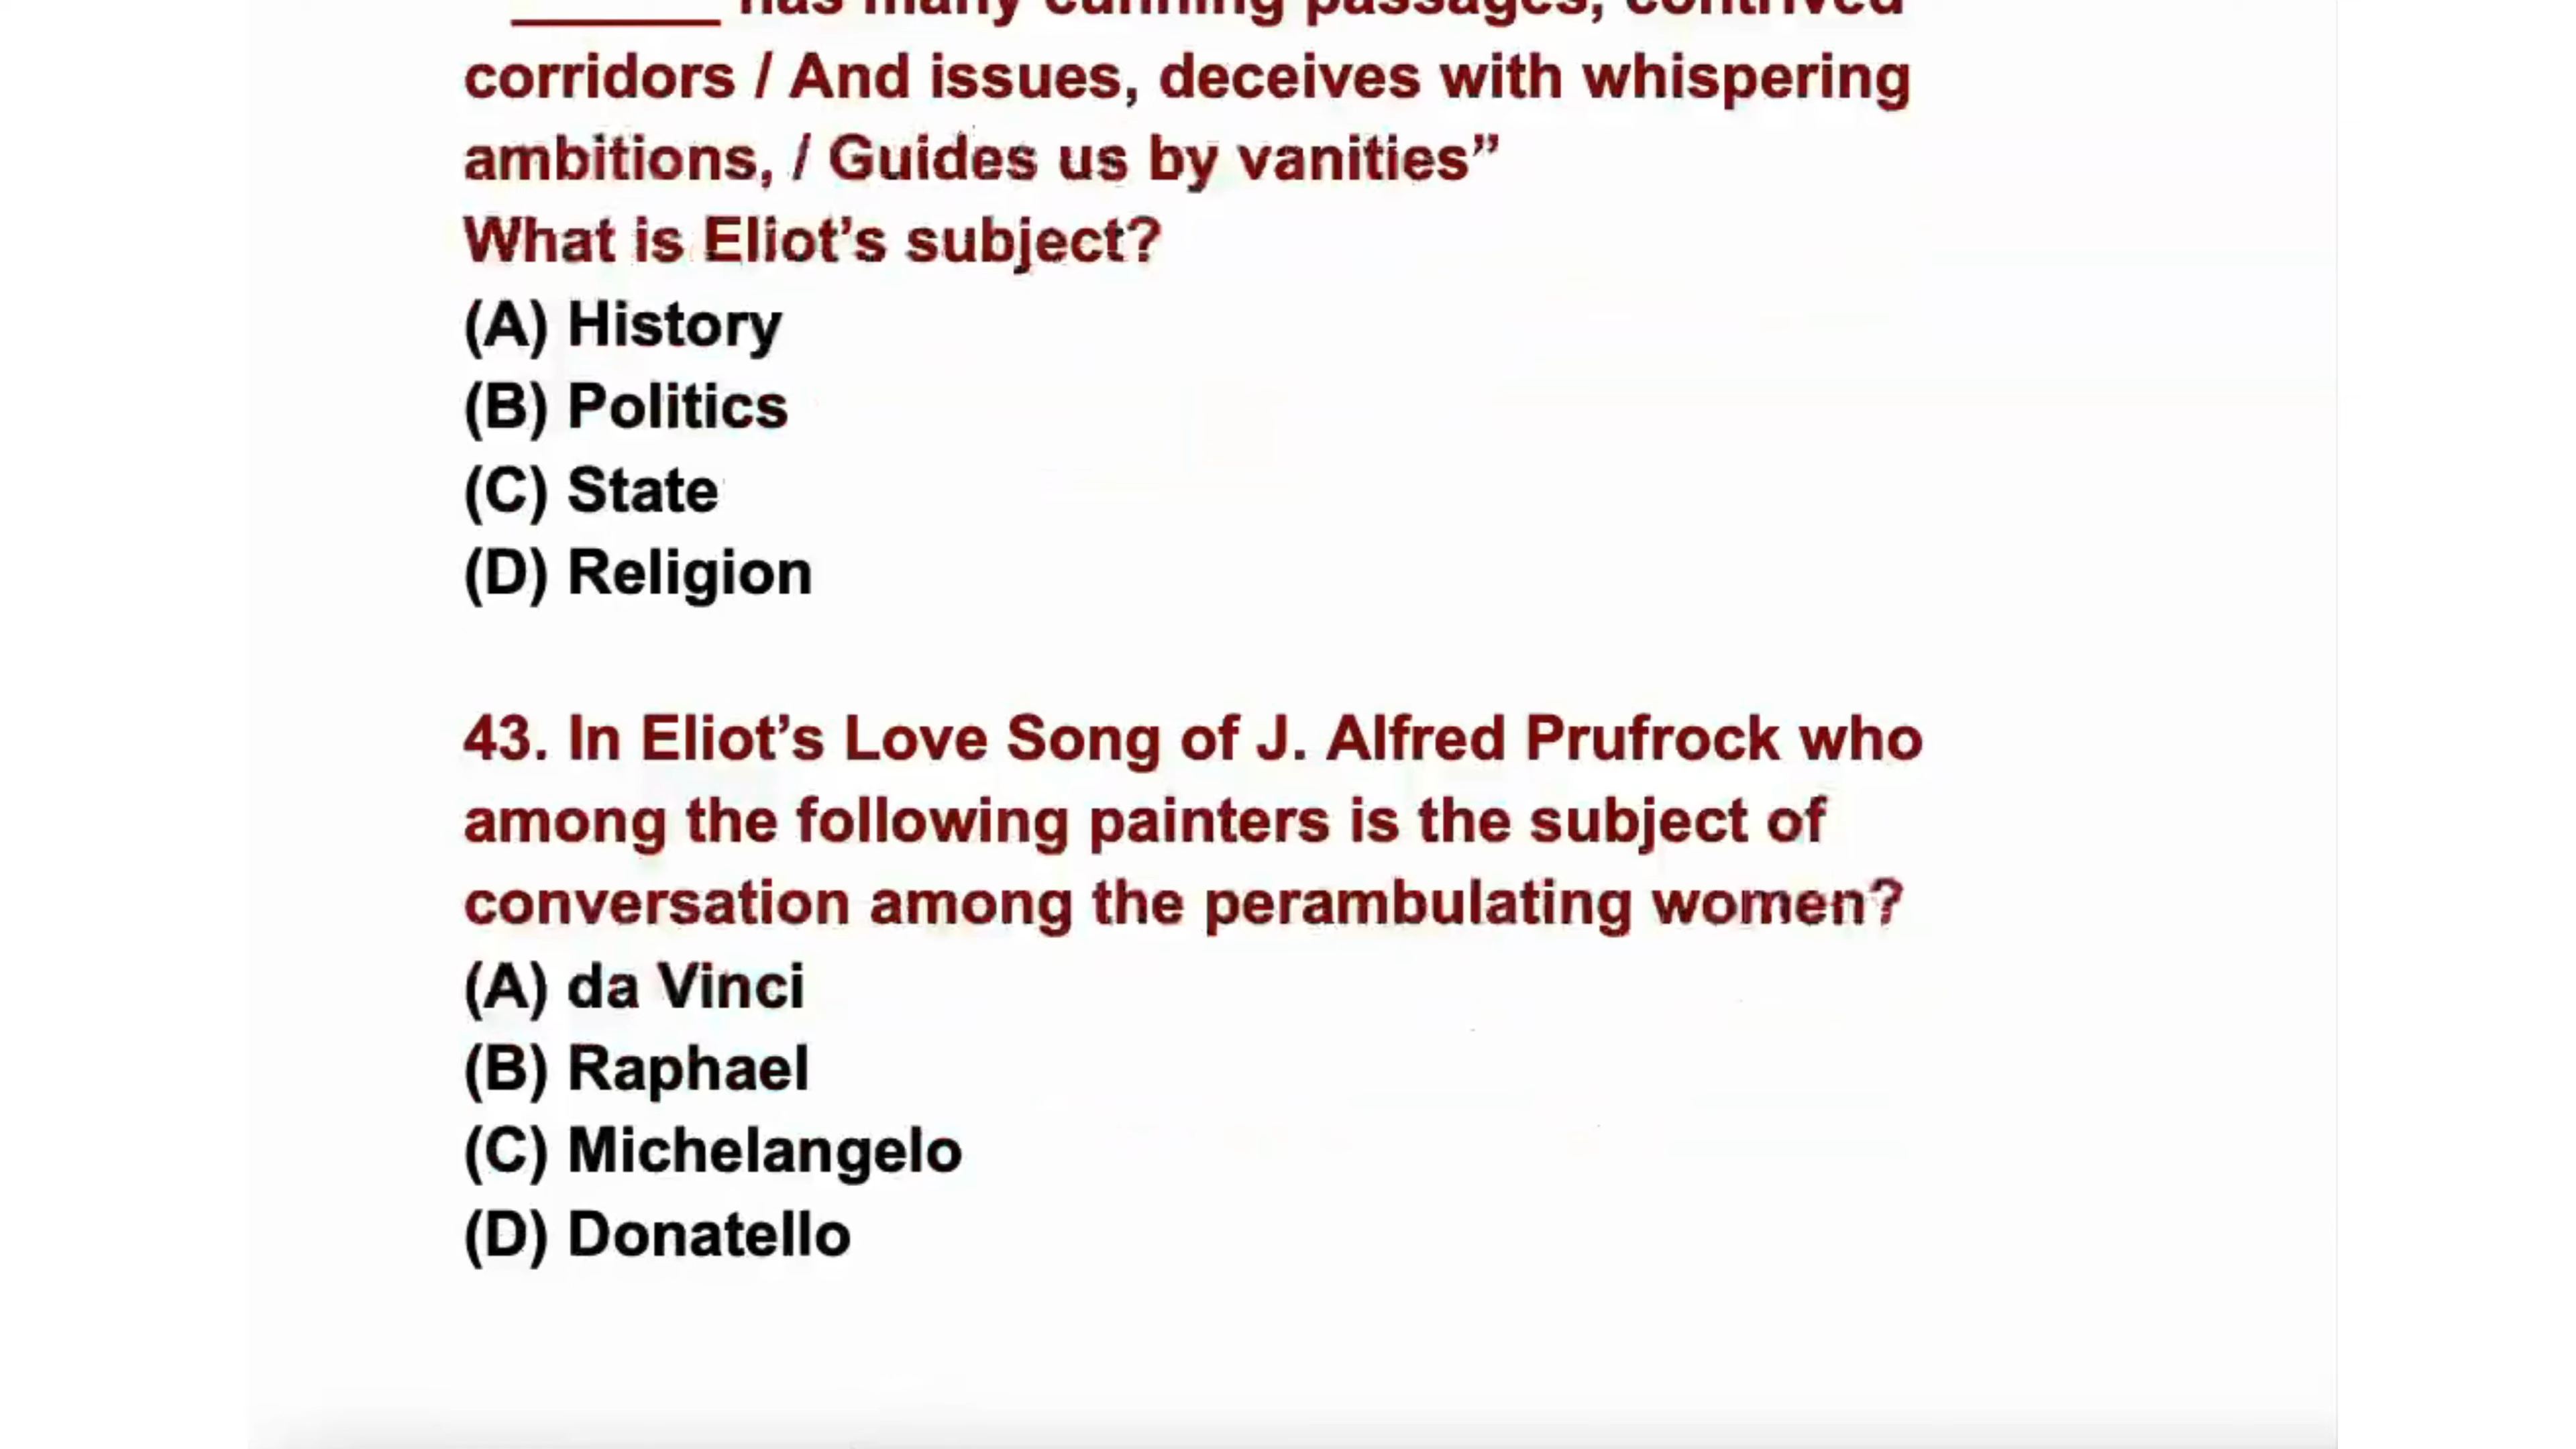 ______ has many cunning passages, contrived
corridors / And issues, deceives with whispering
ambitions, / Guides us by vanities”
What is Eliot’s subject?
(A) History
(B) Politics
(C) State
(D) Religion
43. In Eliot’s Love Song of J. Alfred Prufrock who
among the following painters is the subject of
conversation among the perambulating women?
(A) da Vinci
(B) Raphael
(C) Michelangelo
(D) Donatello